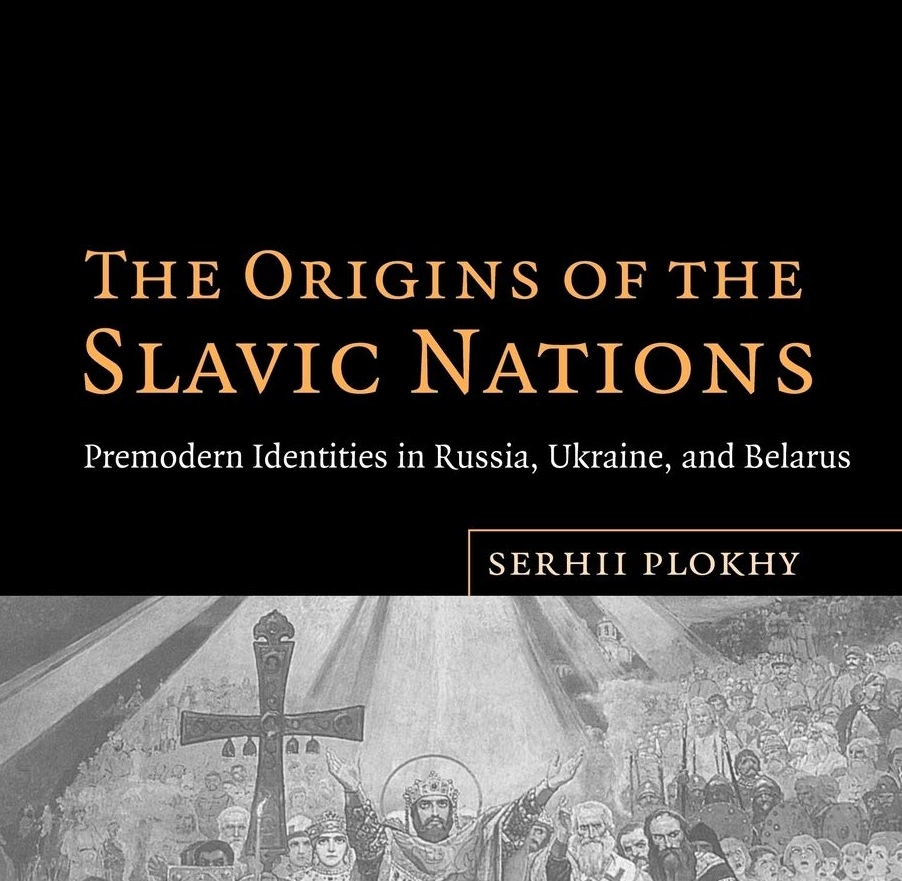 THE ORIGINS OF THE
SLAVIC NATIONS
Premodern Identities in Russia, Ukraine, and Belarus
SERHII PLOKHY